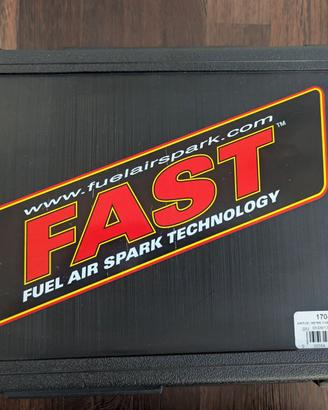 www.fuelairspark.com
FAST™
FUEL AIR SPARK TECHNOLOGY
170